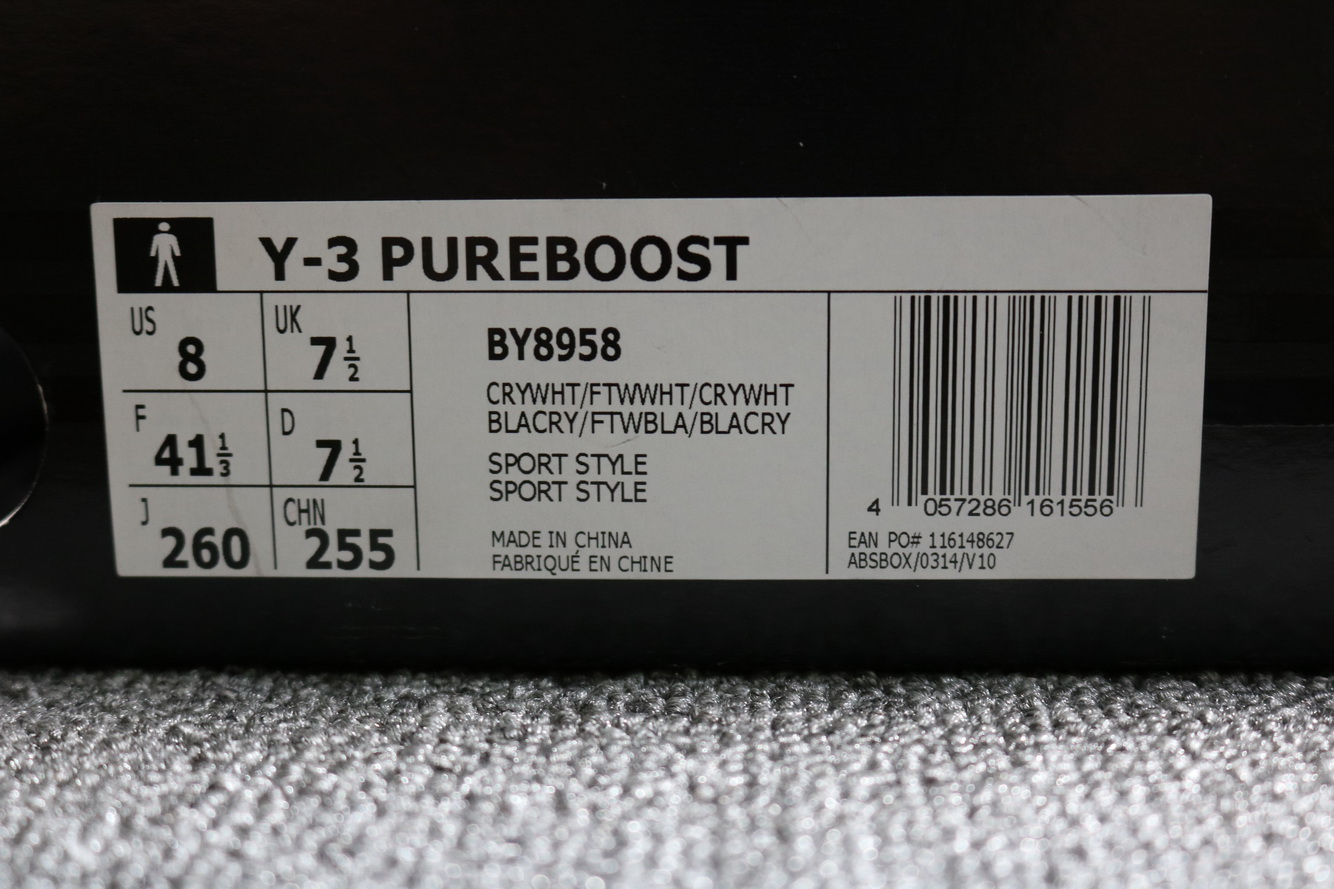 Y-3 PUREBOOST
US 8
UK 7 1/2
F 41 1/3
D 7 1/2
J 260
CHN 255
BY8958
CRYWHT/FTWWHT/CRYWHT
BLACRY/FTWBLA/BLACRY
SPORT STYLE
SPORT STYLE
MADE IN CHINA
FABRIQUÉ EN CHINE
4 057286 161556
EAN PO# 116148627
ABSBOX/0314/V10